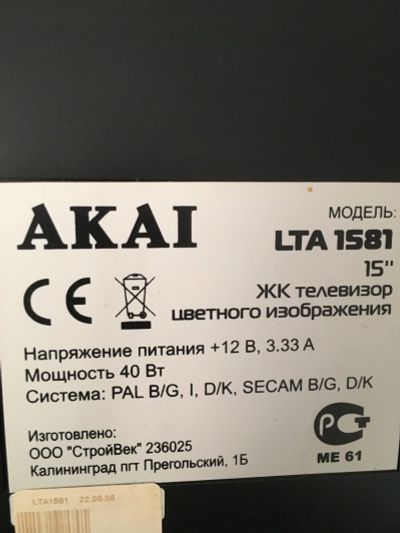 AKAI
МОДЕЛЬ:
LTA 1581
15"
ЖК телевизор
цветного изображения
CE
Напряжение питания +12 В, 3.33 А
Мощность 40 Вт
Система: PAL B/G, I, D/K, SECAM B/G, D/K
Изготовлено:
ООО "СтройВек" 236025
Калининград пгт Прегольский, 1Б
РСТ
МЕ 61
LTA1581 22.08.08